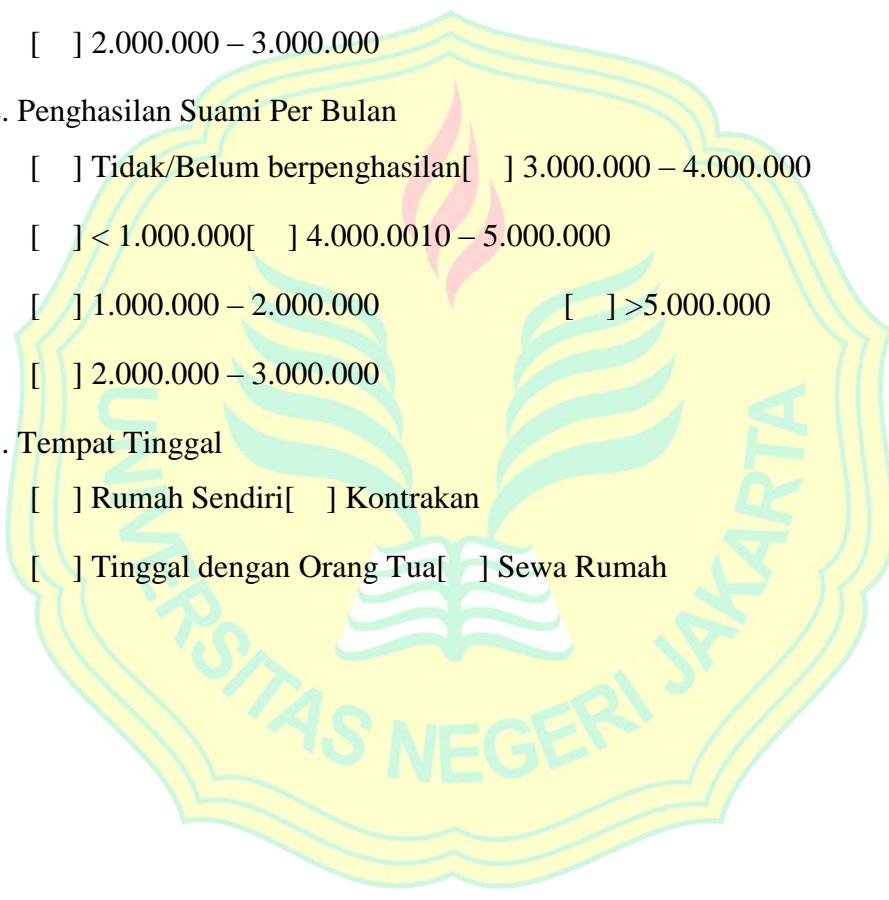 [ ] 2.000.000 – 3.000.000
. Penghasilan Suami Per Bulan
[ ] Tidak/Belum berpenghasilan[ ] 3.000.000 – 4.000.000
[ ] < 1.000.000[ ] 4.000.0010 – 5.000.000
[ ] 1.000.000 – 2.000.000 [ ] >5.000.000
[ ] 2.000.000 – 3.000.000
. Tempat Tinggal
[ ] Rumah Sendiri[ ] Kontrakan
[ ] Tinggal dengan Orang Tua[ ] Sewa Rumah
UNIVERSITAS NEGERI JAKARTA